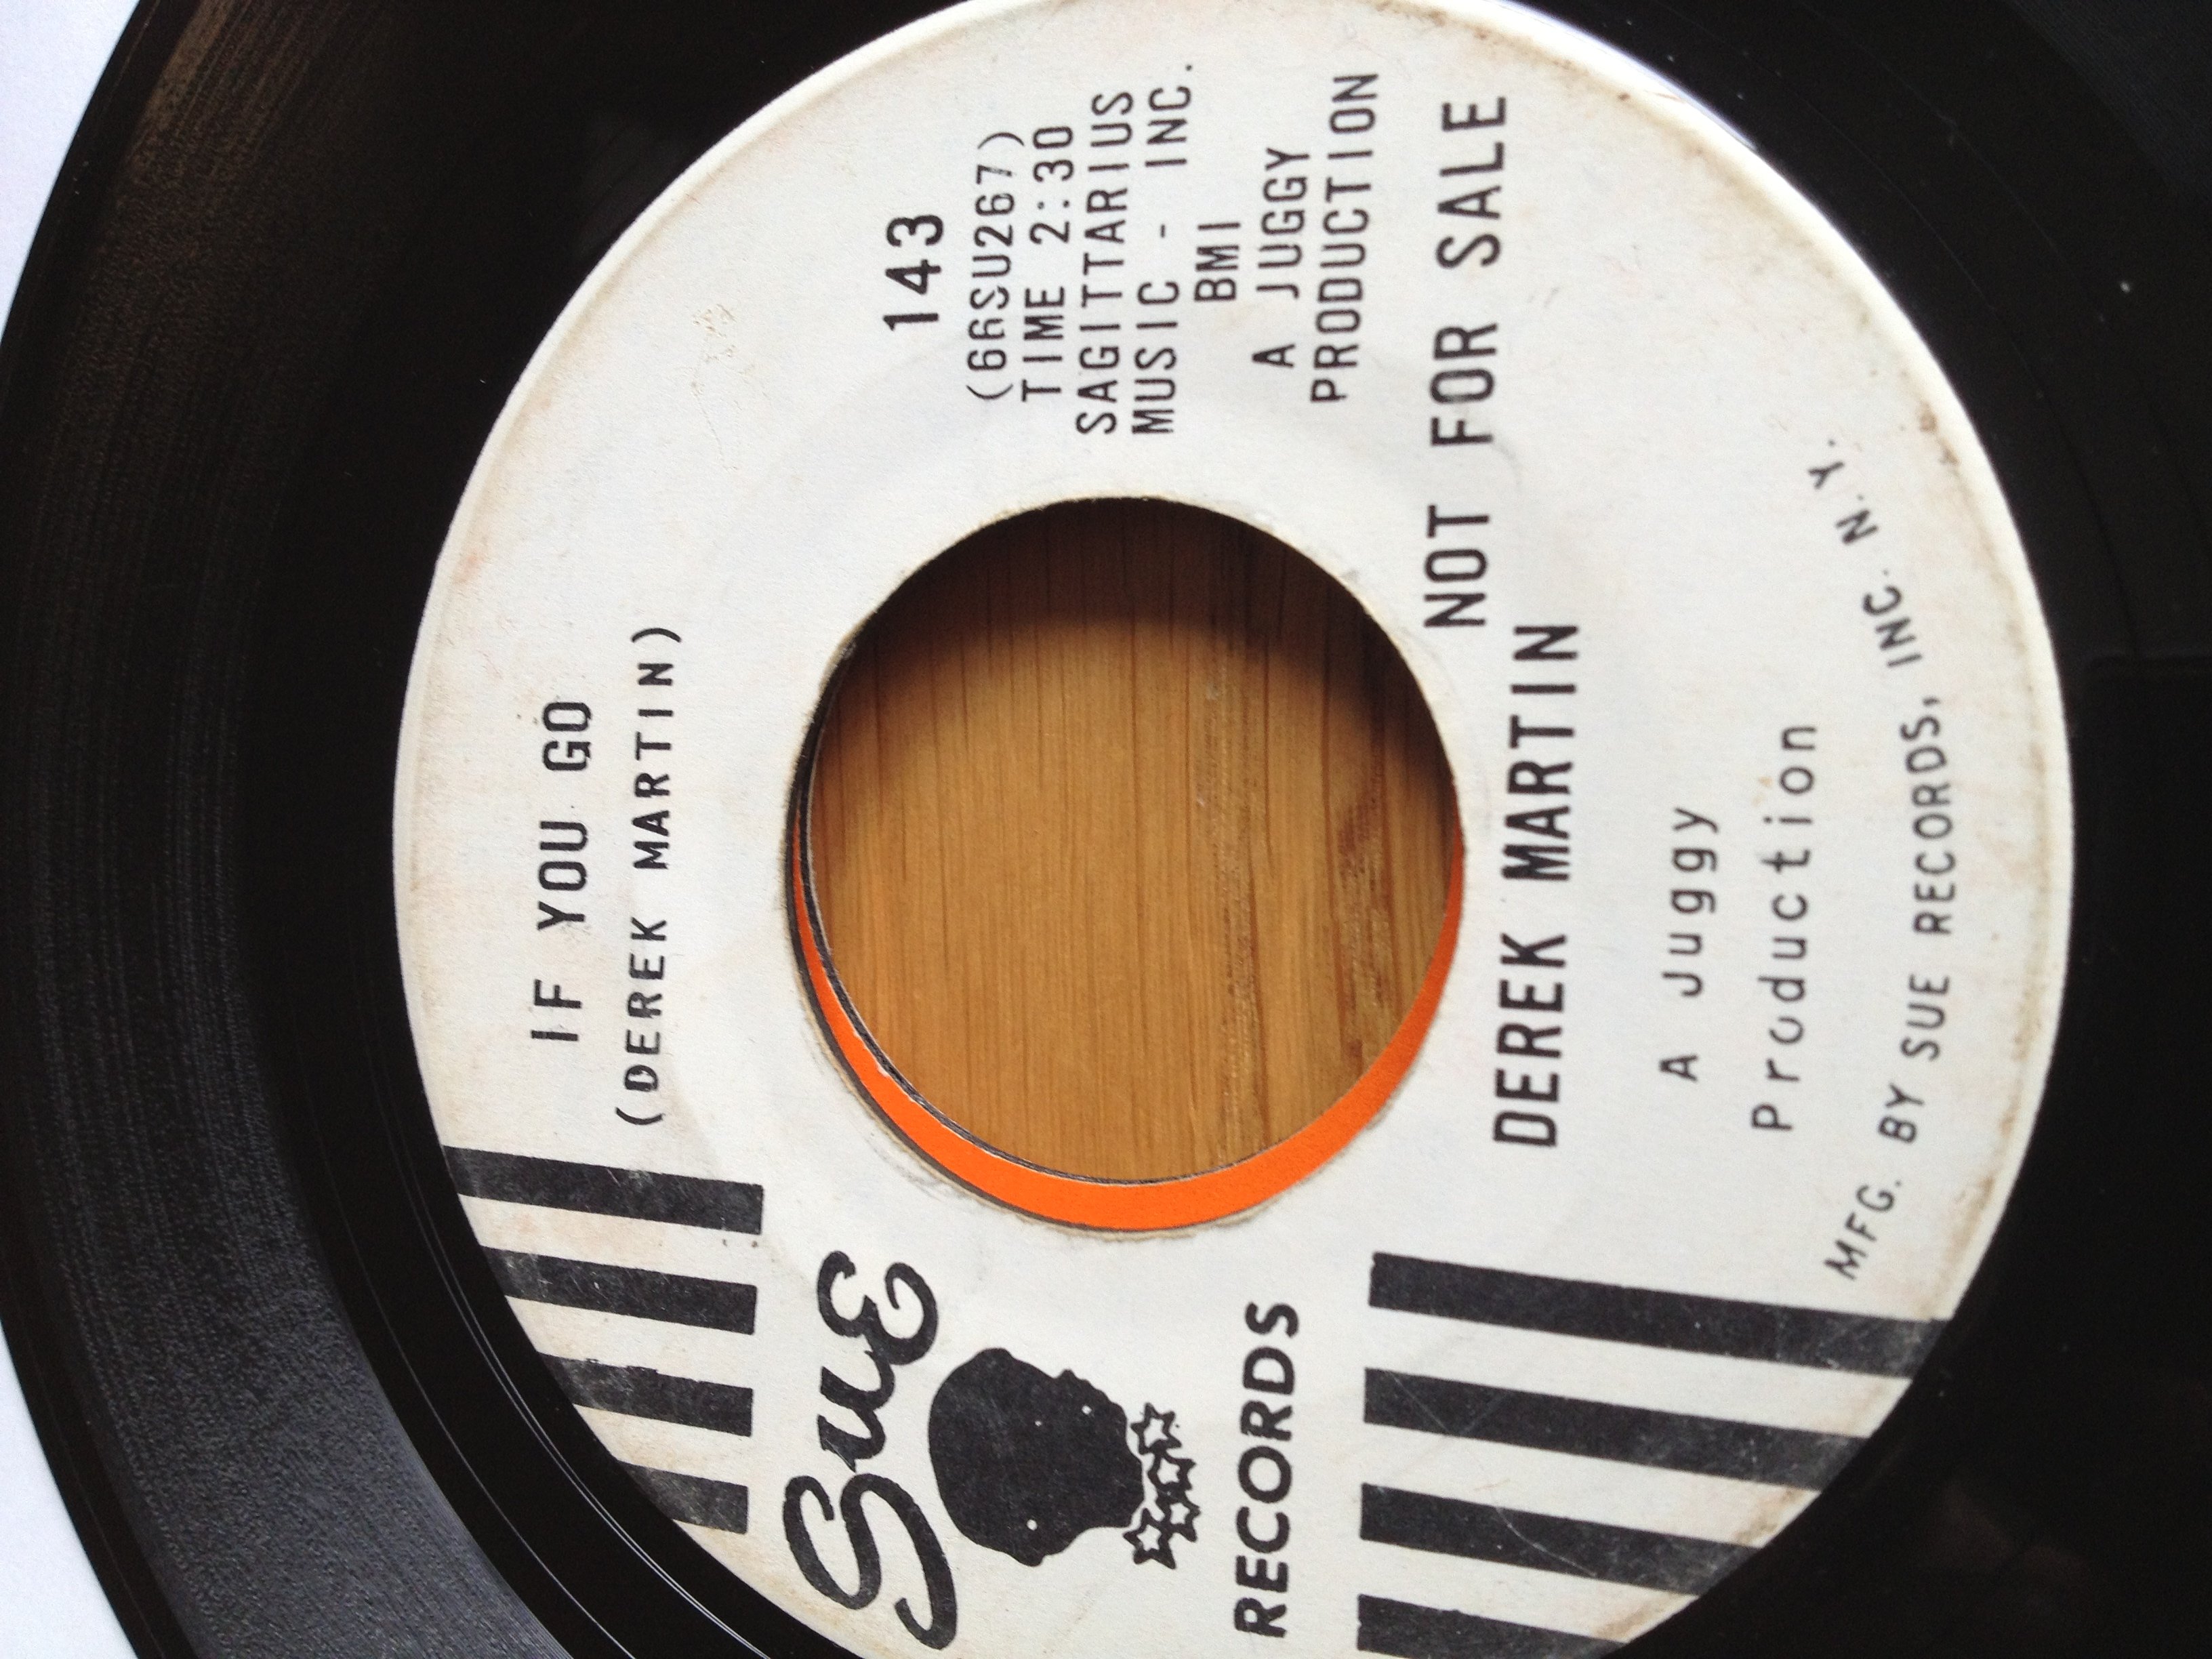 IF YOU GO
(DEREK MARTIN)
SuE
RECORDS
143
(66SU267)
TIME 2:30
SAGITTARIUS
MUSIC - INC.
BMI
A JUGGY
PRODUCTION
NOT FOR SALE
DEREK MARTIN
A Juggy
Production
MFG. BY SUE RECORDS, INC. N.Y.